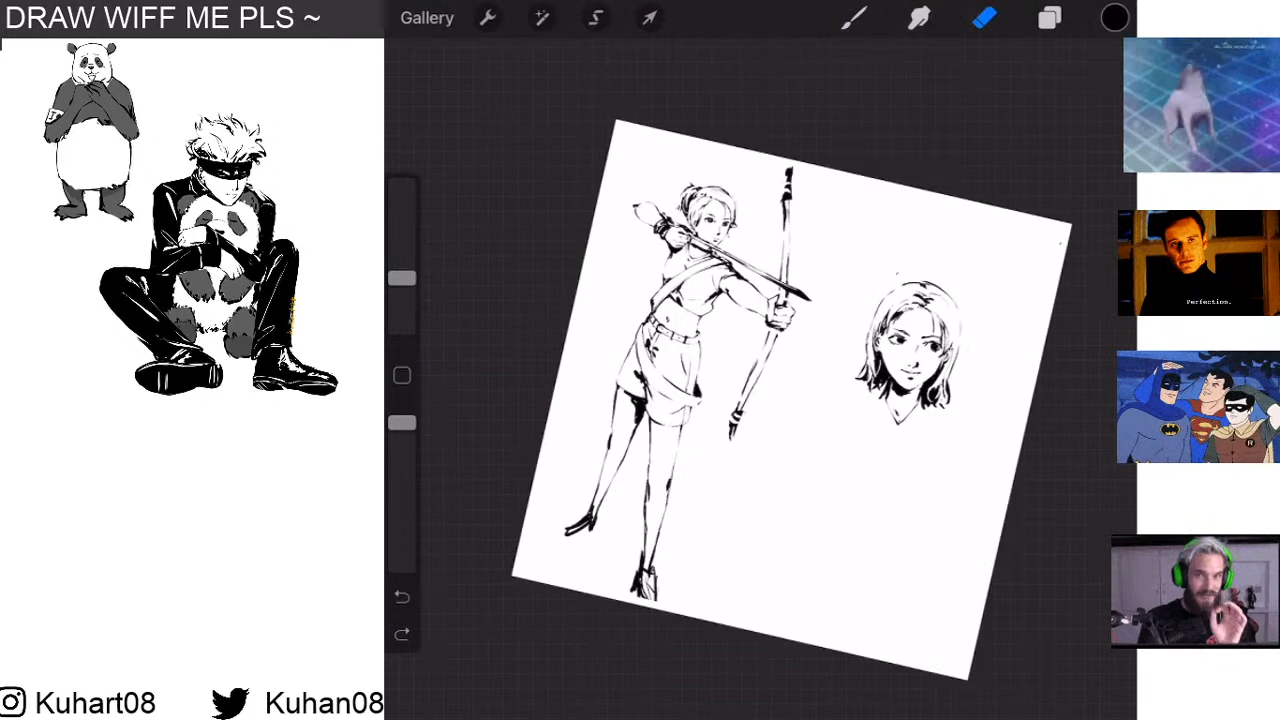 DRAW WIFF ME PLS ~
Gallery
Perfection.
Kuhart08
Kuhan08